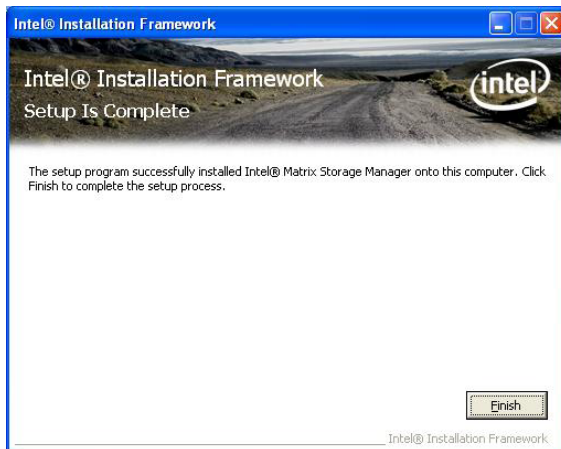 Intel® Installation Framework
Intel® Installation Framework
intel
Setup Is Complete
The setup program successfully installed Intel® Matrix Storage Manager onto this computer. Click
Finish to complete the setup process.
Finish
Intel® Installation Framework